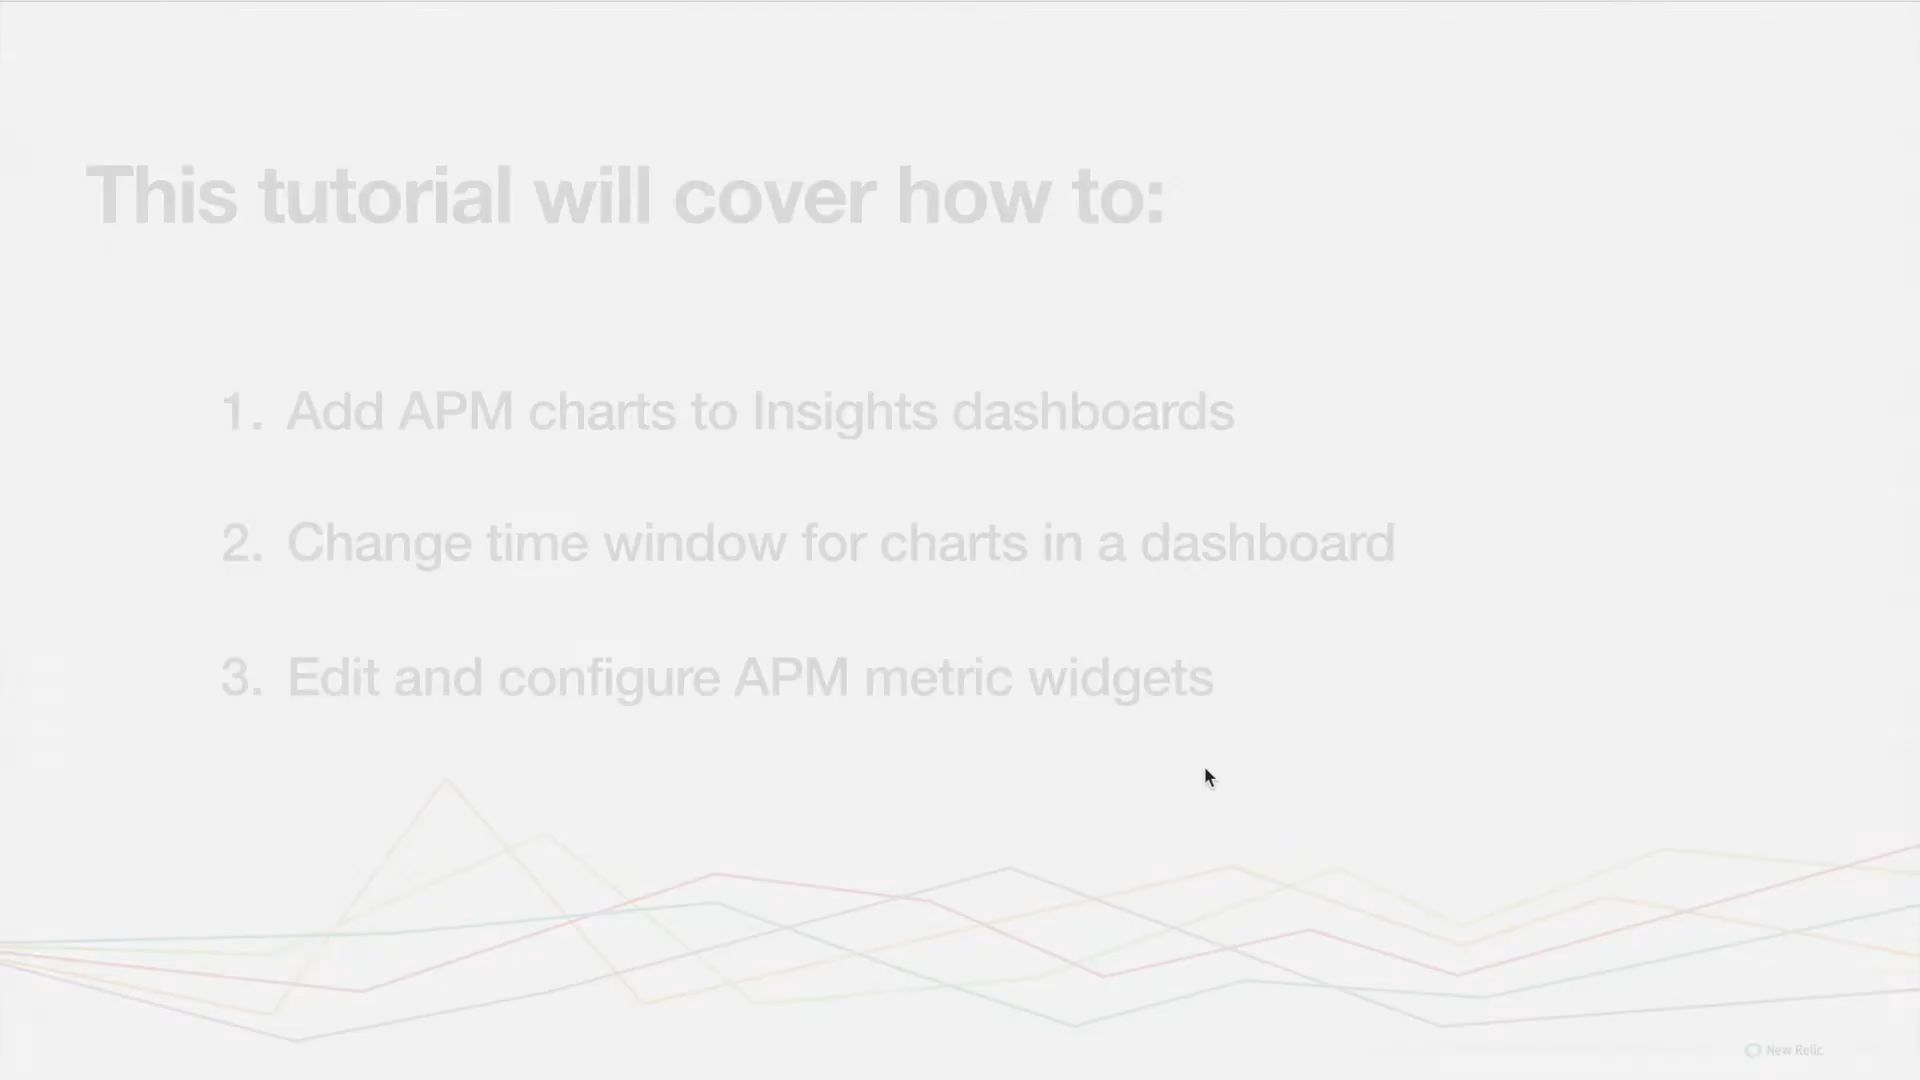 This tutorial will cover how to:
1. Add APM charts to Insights dashboards
2. Change time window for charts in a dashboard
3. Edit and configure APM metric widgets
New Relic